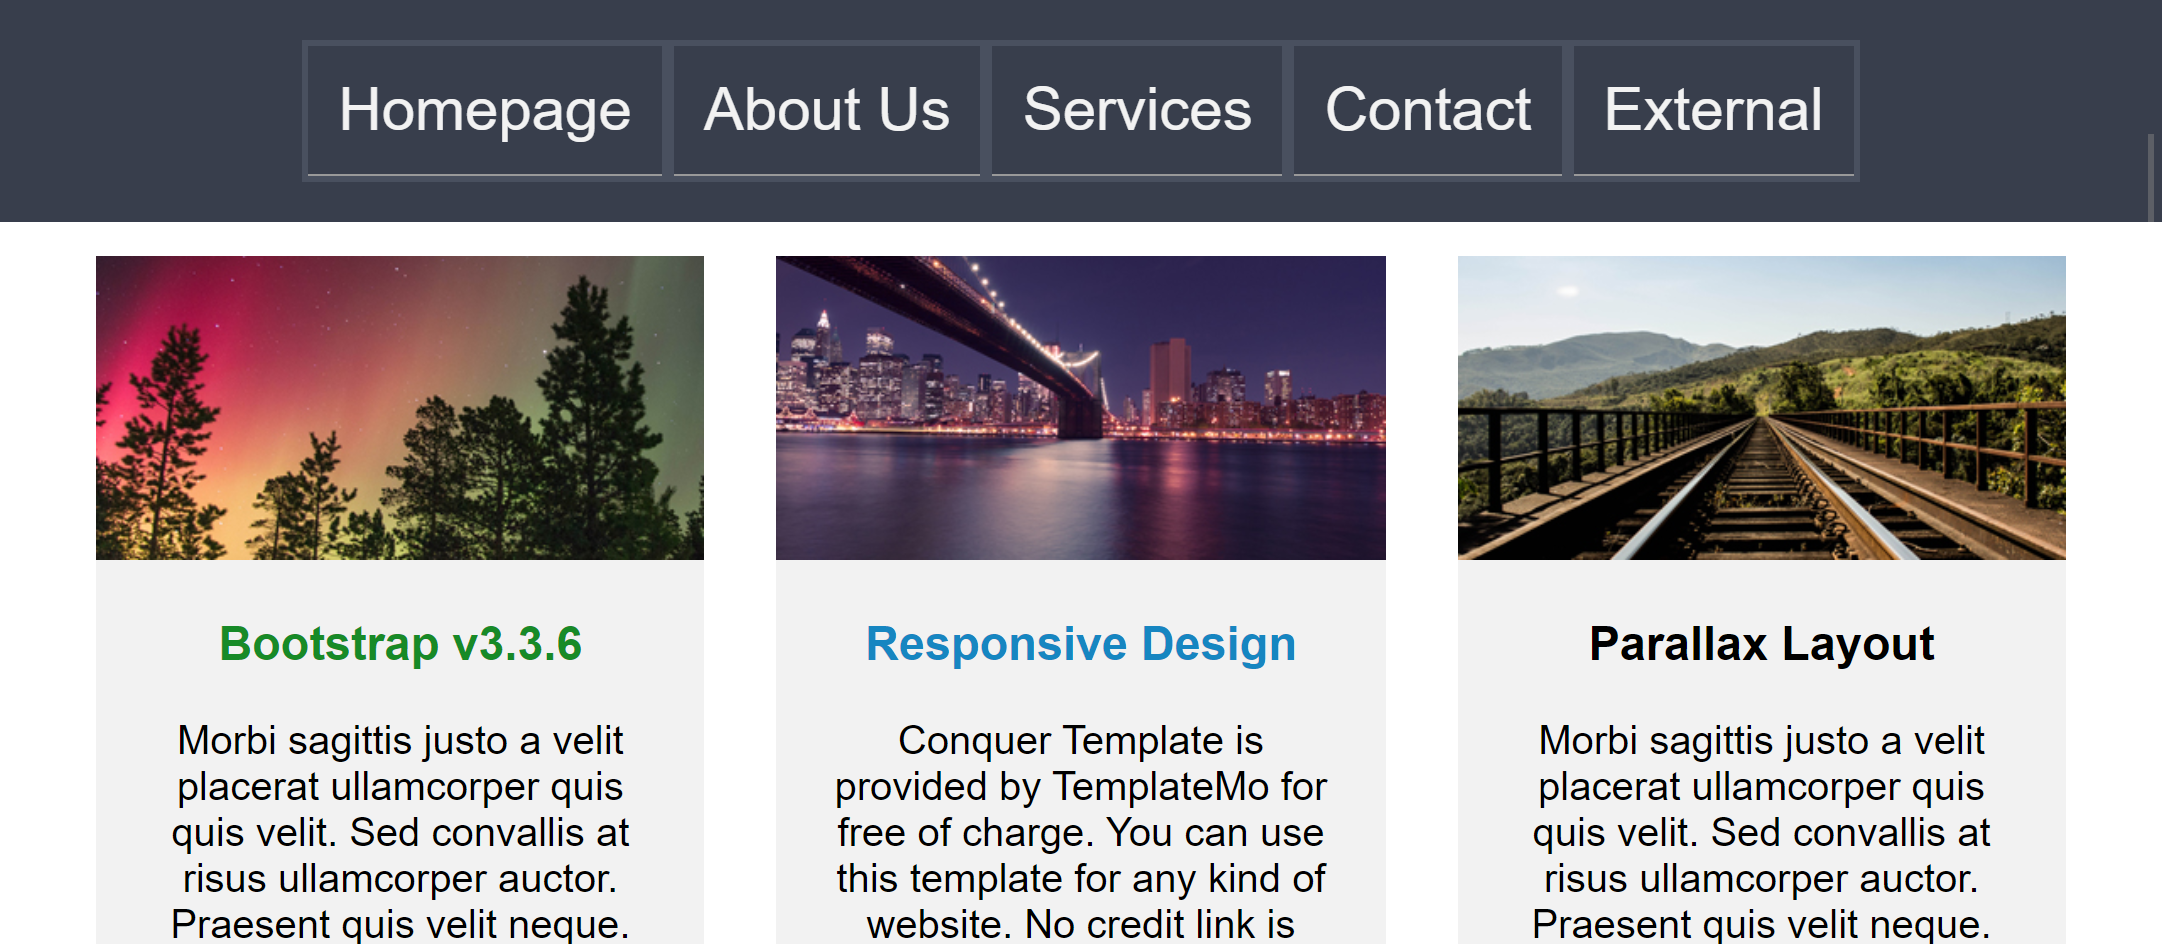 Homepage About Us Services Contact External
Bootstrap v3.3.6
Morbi sagittis justo a velit
placerat ullamcorper quis
quis velit. Sed convallis at
risus ullamcorper auctor.
Praesent quis velit neque.
Responsive Design
Conquer Template is
provided by TemplateMo for
free of charge. You can use
this template for any kind of
website. No credit link is
Parallax Layout
Morbi sagittis justo a velit
placerat ullamcorper quis
quis velit. Sed convallis at
risus ullamcorper auctor.
Praesent quis velit neque.